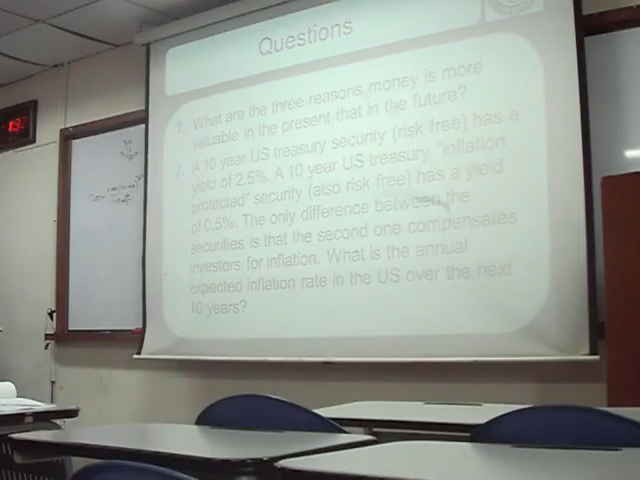 Questions
1. What are the three reasons money is more
valuable in the present that in the future?
2. A 10 year US treasury security (risk free) has a
yield of 2.5%. A 10 year US treasury "inflation
protected" security (also risk free) has a yield
of 0.5%. The only difference between the
securities is that the second one compensates
investors for inflation. What is the annual
expected inflation rate in the US over the next
10 years?